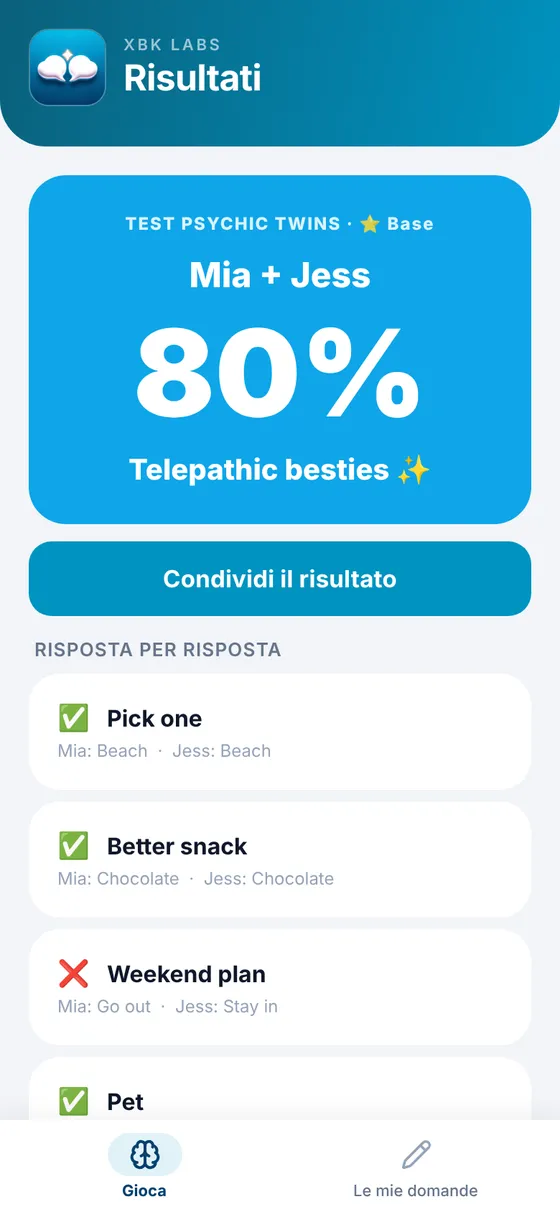 XBK LABS
Risultati
TEST PSYCHIC TWINS · ⭐ Base
Mia + Jess
80%
Telepathic besties ✨
Condividi il risultato
RISPOSTA PER RISPOSTA
✅ Pick one
Mia: Beach · Jess: Beach
✅ Better snack
Mia: Chocolate · Jess: Chocolate
❌ Weekend plan
Mia: Go out · Jess: Stay in
✅ Pet
Gioca
Le mie domande